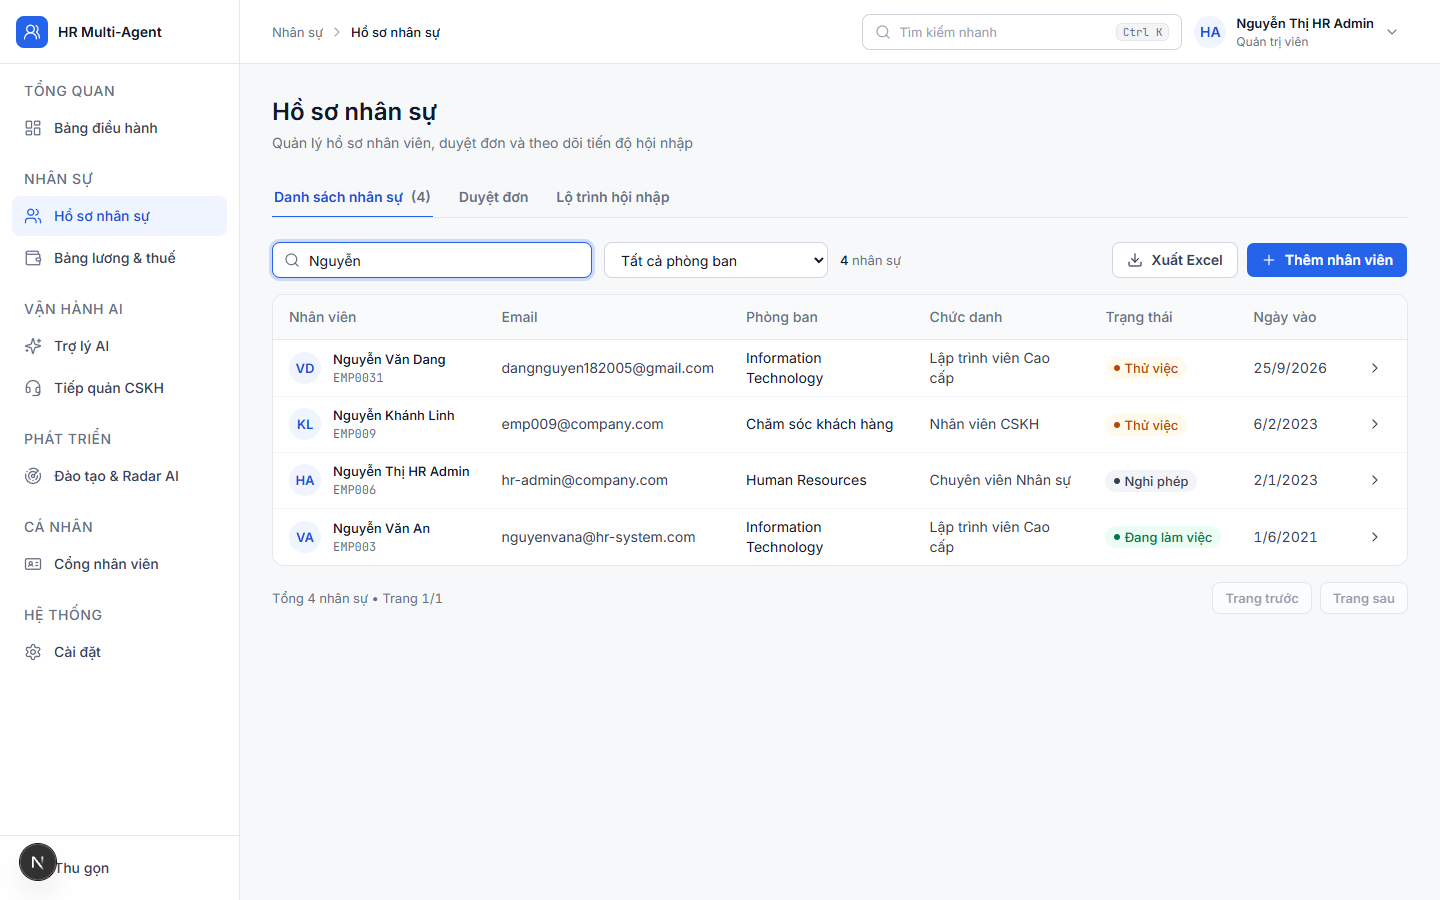 HR Multi-Agent
Nhân sự > Hồ sơ nhân sự
Tìm kiếm nhanh
Ctrl K
HA
Nguyễn Thị HR Admin
Quản trị viên
TỔNG QUAN
Bảng điều hành
NHÂN SỰ
Hồ sơ nhân sự
Bảng lương & thuế
VẬN HÀNH AI
Trợ lý AI
Tiếp quản CSKH
PHÁT TRIỂN
Đào tạo & Radar AI
CÁ NHÂN
Cổng nhân viên
HỆ THỐNG
Cài đặt
N
Thu gọn
Hồ sơ nhân sự
Quản lý hồ sơ nhân viên, duyệt đơn và theo dõi tiến độ hội nhập
Danh sách nhân sự (4)
Duyệt đơn
Lộ trình hội nhập
Nguyễn
Tất cả phòng ban
4 nhân sự
Xuất Excel
+ Thêm nhân viên
Nhân viên
Email
Phòng ban
Chức danh
Trạng thái
Ngày vào
VD
Nguyễn Văn Dang
EMP0031
dangnguyen182005@gmail.com
Information
Technology
Lập trình viên Cao
cấp
• Thử việc
25/9/2026
KL
Nguyễn Khánh Linh
EMP009
emp009@company.com
Chăm sóc khách hàng
Nhân viên CSKH
• Thử việc
6/2/2023
HA
Nguyễn Thị HR Admin
EMP006
hr-admin@company.com
Human Resources
Chuyên viên Nhân sự
• Nghỉ phép
2/1/2023
VA
Nguyễn Văn An
EMP003
nguyenvana@hr-system.com
Information
Technology
Lập trình viên Cao
cấp
• Đang làm việc
1/6/2021
Tổng 4 nhân sự • Trang 1/1
Trang trước
Trang sau